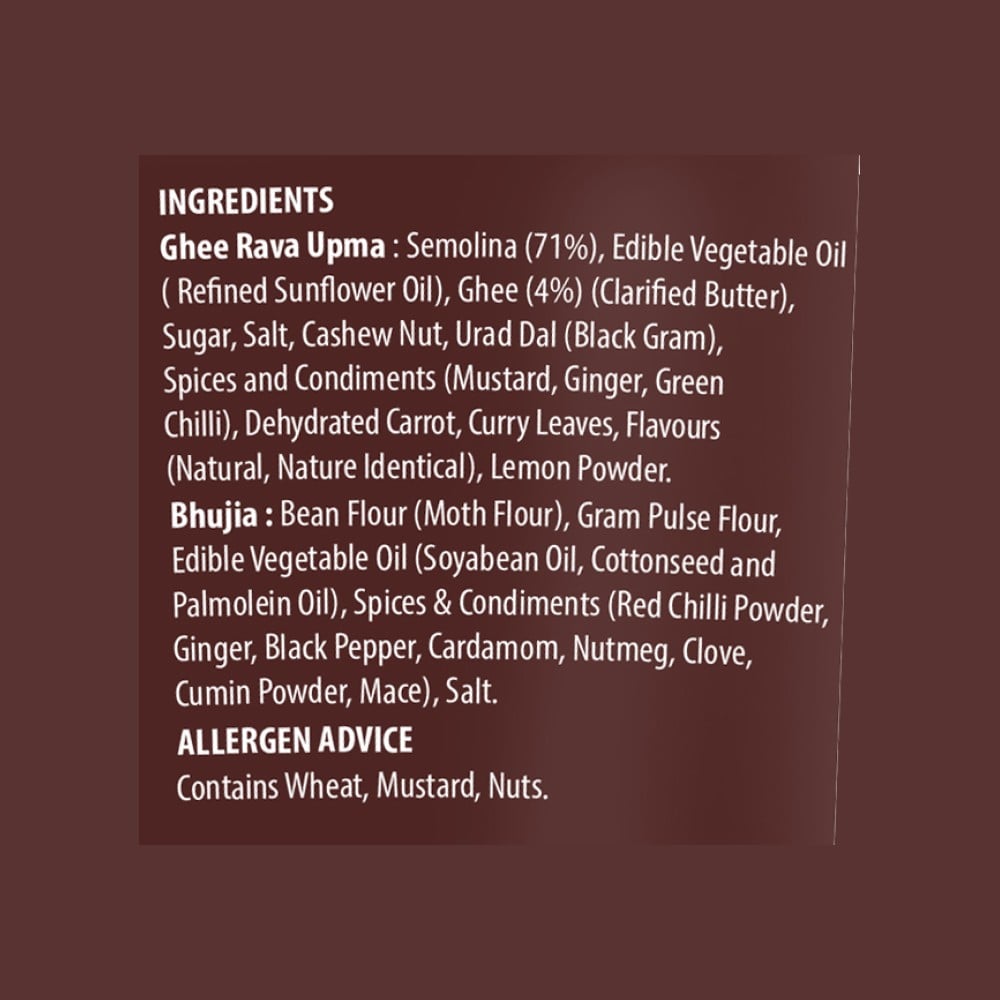 INGREDIENTS
Ghee Rava Upma : Semolina (71%), Edible Vegetable Oil
( Refined Sunflower Oil), Ghee (4%) (Clarified Butter),
Sugar, Salt, Cashew Nut, Urad Dal (Black Gram),
Spices and Condiments (Mustard, Ginger, Green
Chilli), Dehydrated Carrot, Curry Leaves, Flavours
(Natural, Nature Identical), Lemon Powder.
Bhujia : Bean Flour (Moth Flour), Gram Pulse Flour,
Edible Vegetable Oil (Soyabean Oil, Cottonseed and
Palmolein Oil), Spices & Condiments (Red Chilli Powder,
Ginger, Black Pepper, Cardamom, Nutmeg, Clove,
Cumin Powder, Mace), Salt.
ALLERGEN ADVICE
Contains Wheat, Mustard, Nuts.